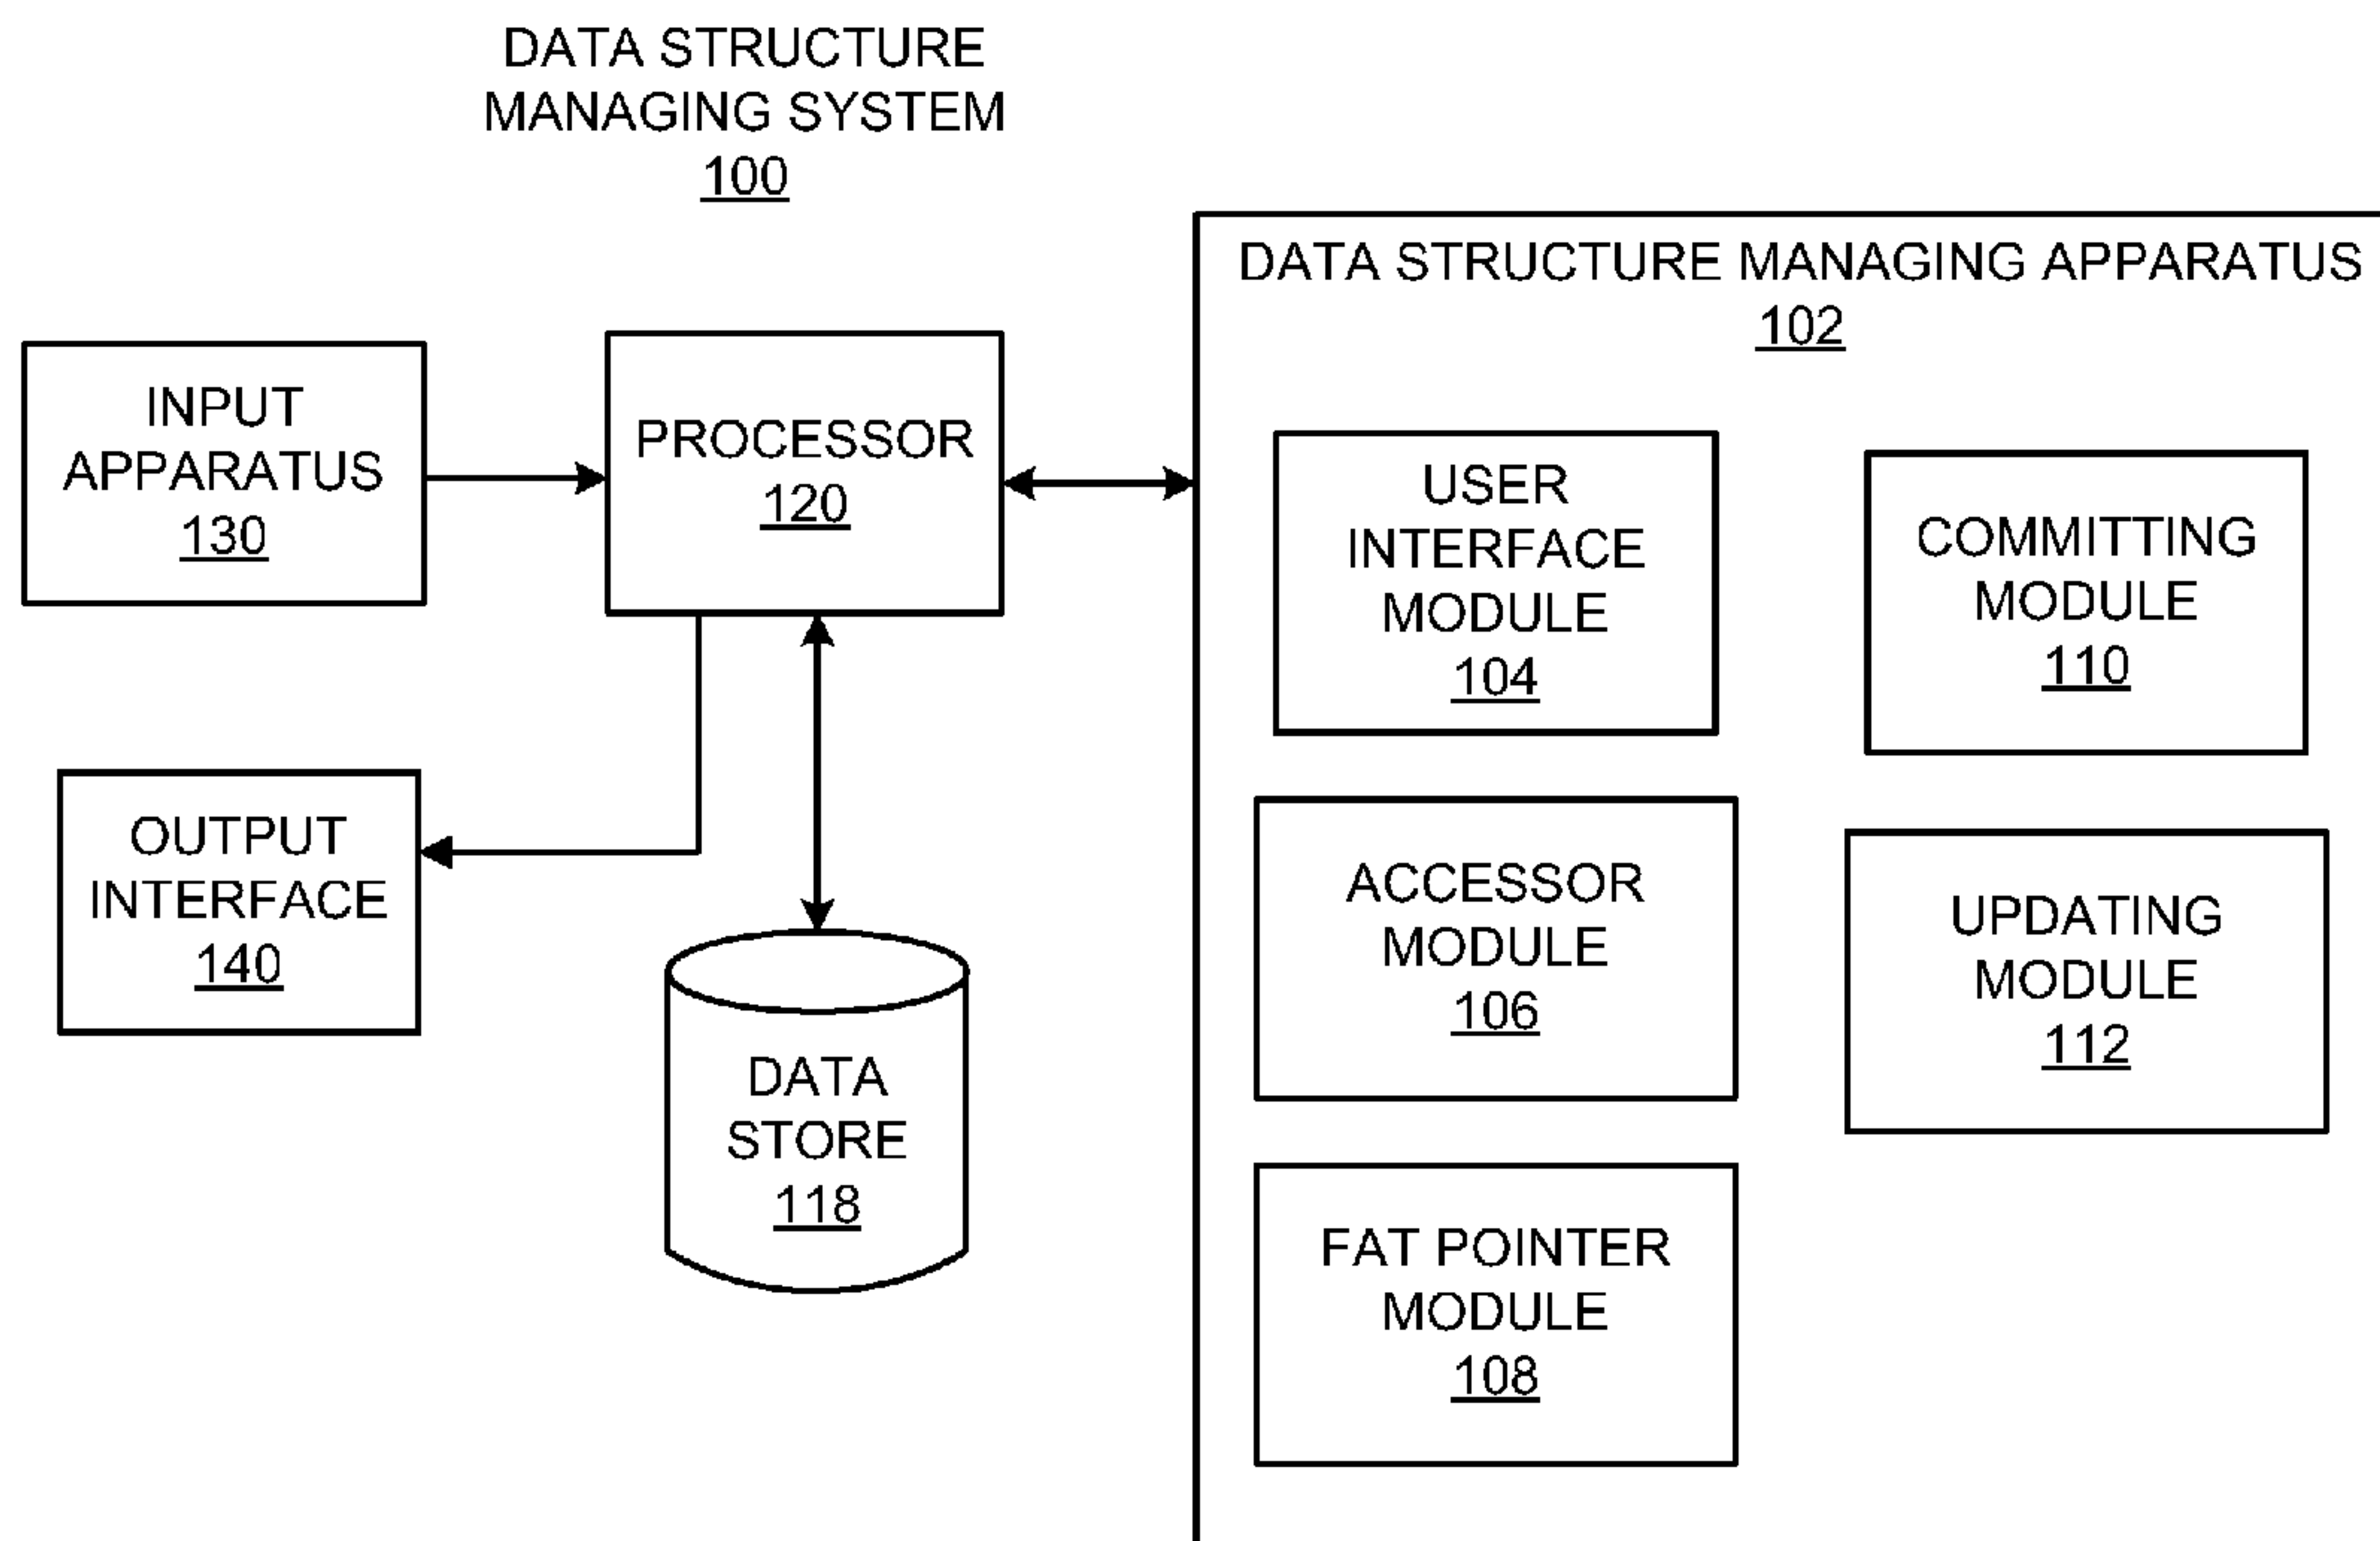 DATA STRUCTURE
MANAGING SYSTEM
100
DATA STRUCTURE MANAGING APPARATUS
102
INPUT
APPARATUS
130
PROCESSOR
120
USER
INTERFACE
MODULE
104
COMMITTING
MODULE
110
OUTPUT
INTERFACE
140
ACCESSOR
MODULE
106
UPDATING
MODULE
112
DATA
STORE
118
FAT POINTER
MODULE
108